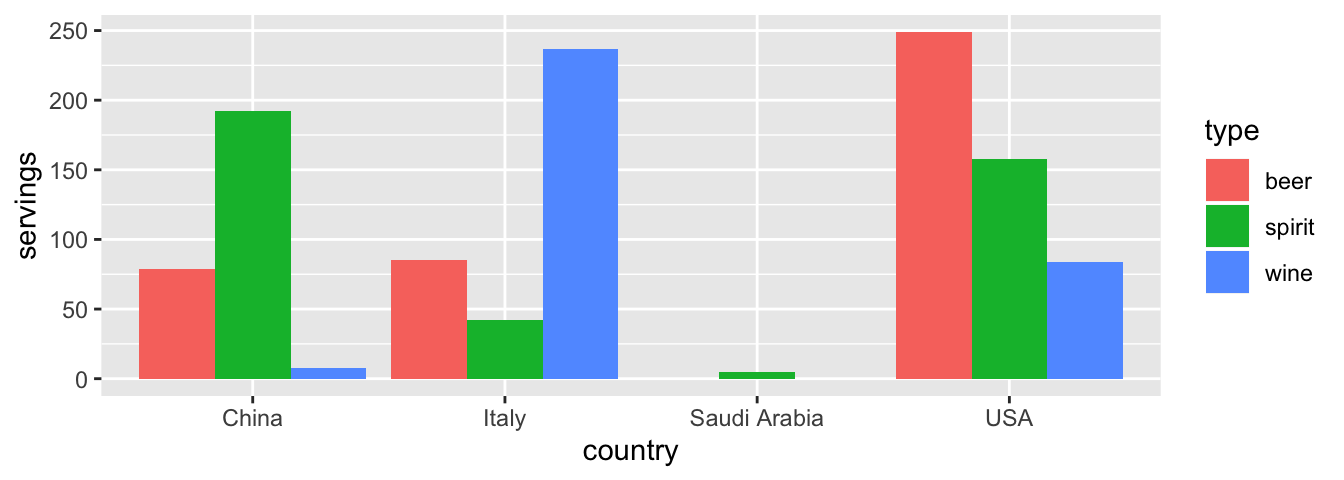 250
200
150
100
50
0
servings
China Italy Saudi Arabia USA
country
type
beer
spirit
wine